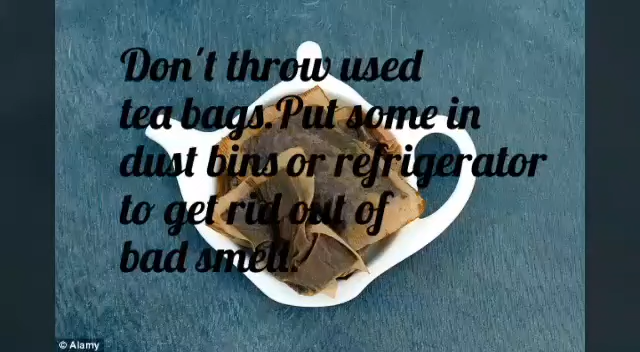 Don't throw used
tea bags.Put some in
dust bins or refrigerator
to get rid out of
bad smell.
© Alamy